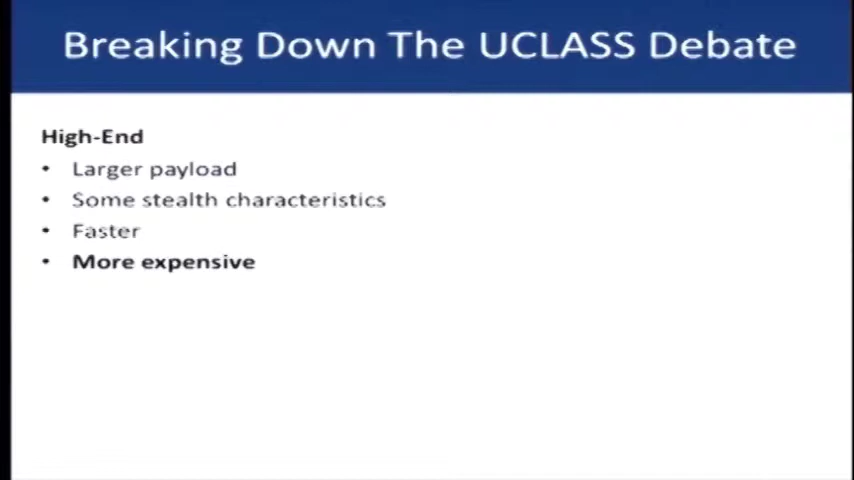 Breaking Down The UCLASS Debate
High-End
• Larger payload
• Some stealth characteristics
• Faster
• More expensive